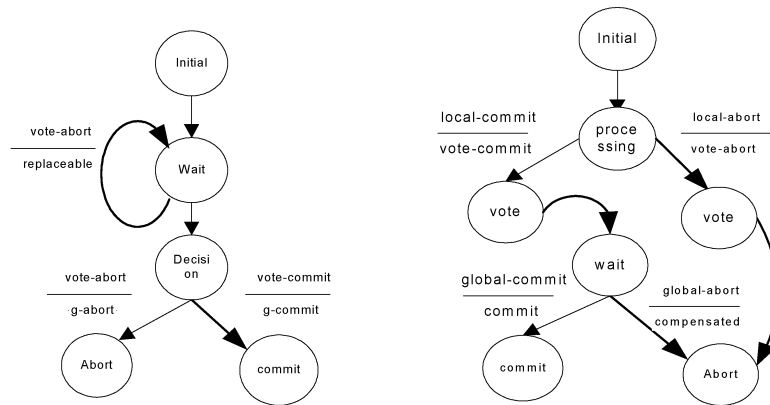 Initial
vote-abort
replaceable
Wait
Decisi
on
vote-abort
g-abort
vote-commit
g-commit
Abort
commit
Initial
local-commit
vote-commit
proce
ssing
local-abort
vote-abort
vote
vote
wait
global-commit
commit
global-abort
compensated
commit
Abort